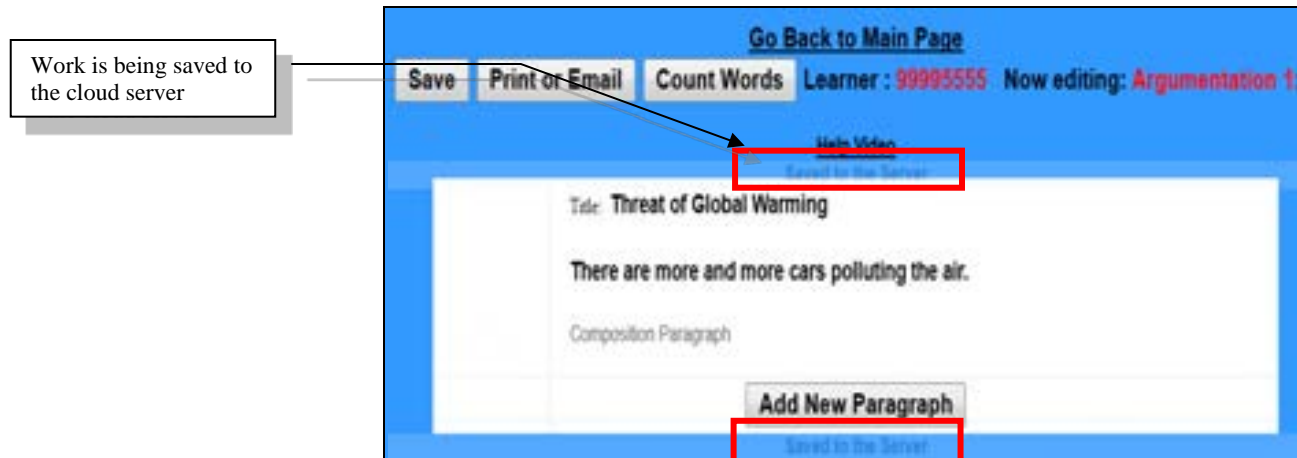 Work is being saved to
the cloud server
Go Back to Main Page
Save Print or Email Count Words Learner : 99995555 Now editing: Argumentation 1:
Help Video
Saved to the Server
Title: Threat of Global Warming
There are more and more cars polluting the air.
Composition Paragraph
Add New Paragraph
Saved to the Server